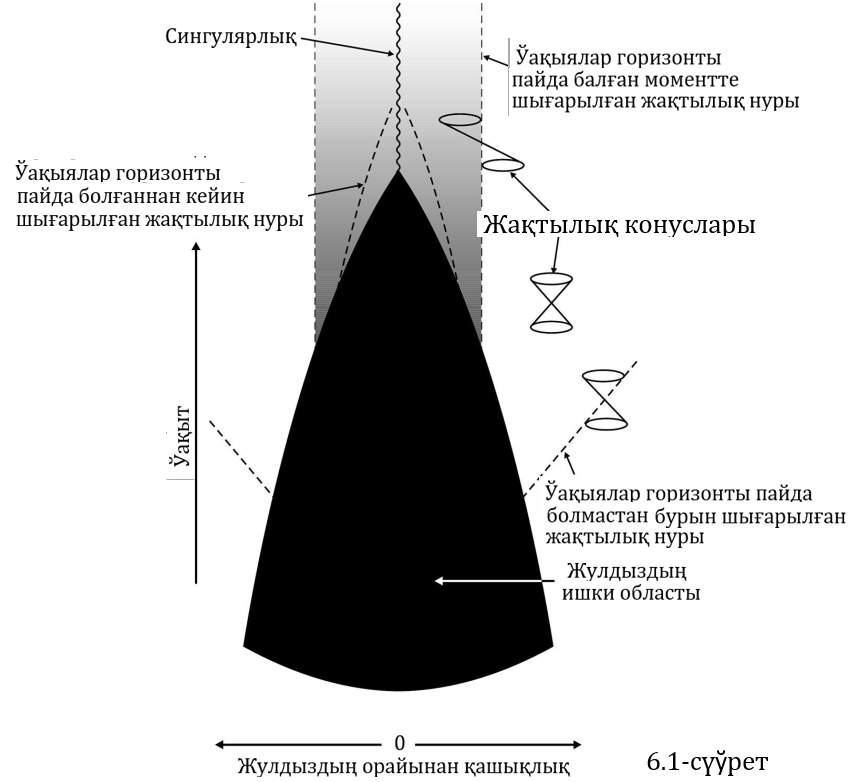 Сингулярлық
Ўақыялар горизонты
пайда балған моментте
шығарылған жақтылық нуры
Ўақыялар горизонты
пайда болғаннан кейин
шығарылған жақтылық нуры
Жақтылық конуслары
Ўақыт
Ўақыялар горизонты пайда
болмастан бурын шығарылған
жақтылық нуры
Жулдыздың
ишки областы
0
Жулдыздың орайынан қашықлық
6.1-сүўрет